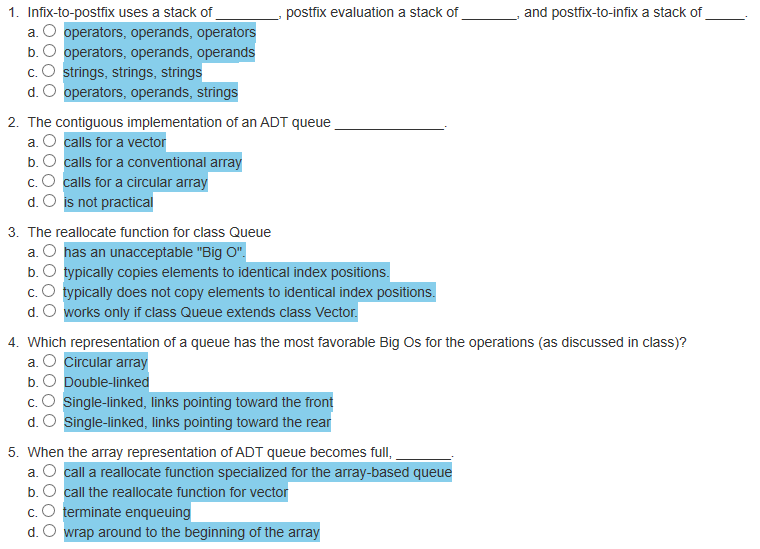 1. Infix-to-postfix uses a stack of ________, postfix evaluation a stack of _______, and postfix-to-infix a stack of _____.
a. operators, operands, operators
b. operators, operands, operands
c. strings, strings, strings
d. operators, operands, strings
2. The contiguous implementation of an ADT queue ______________.
a. calls for a vector
b. calls for a conventional array
c. calls for a circular array
d. is not practical
3. The reallocate function for class Queue
a. has an unacceptable "Big O".
b. typically copies elements to identical index positions.
c. typically does not copy elements to identical index positions.
d. works only if class Queue extends class Vector.
4. Which representation of a queue has the most favorable Big Os for the operations (as discussed in class)?
a. Circular array
b. Double-linked
c. Single-linked, links pointing toward the front
d. Single-linked, links pointing toward the rear
5. When the array representation of ADT queue becomes full, _______.
a. call a reallocate function specialized for the array-based queue
b. call the reallocate function for vector
c. terminate enqueuing
d. wrap around to the beginning of the array